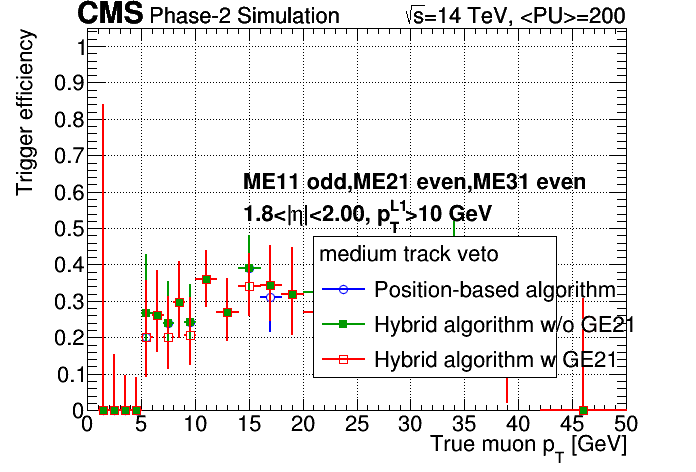 CMS Phase-2 Simulation √s=14 TeV, <PU>=200
Trigger efficiency
1
0.9
0.8
0.7
0.6
0.5
0.4
0.3
0.2
0.1
0
ME11 odd,ME21 even,ME31 even
1.8<|η|<2.00, p_T^L1>10 GeV
medium track veto
Position-based algorithm
Hybrid algorithm w/o GE21
Hybrid algorithm w GE21
0 5 10 15 20 25 30 35 40 45 50
True muon p_T [GeV]